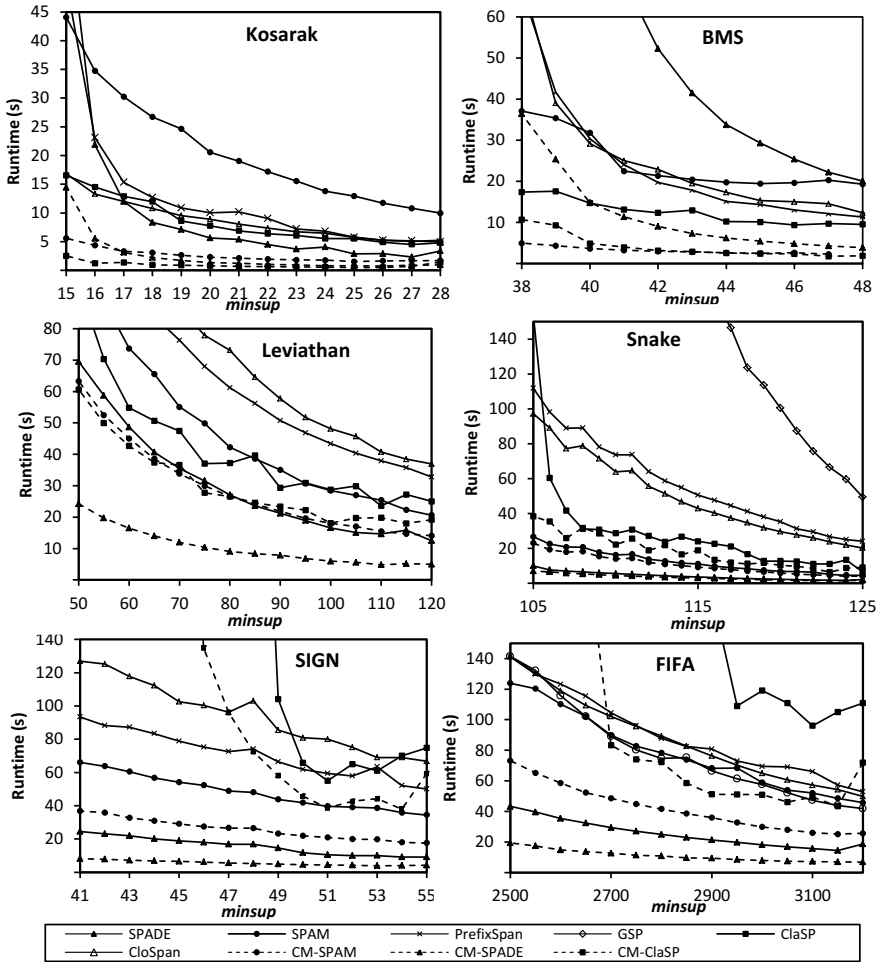 Kosarak
Runtime (s)
45
40
35
30
25
20
15
10
5
15 16 17 18 19 20 21 22 23 24 25 26 27 28
minsup
BMS
Runtime (s)
60
50
40
30
20
10
0
38 40 42 44 46 48
minsup
Leviathan
Runtime (s)
80
70
60
50
40
30
20
10
50 60 70 80 90 100 110 120
minsup
Snake
Runtime (s)
140
120
100
80
60
40
20
105 115 125
minsup
SIGN
Runtime (s)
140
120
100
80
60
40
20
41 43 45 47 49 51 53 55
minsup
FIFA
Runtime (s)
140
120
100
80
60
40
20
2500 2700 2900 3100
minsup
SPADE SPAM PrefixSpan GSP ClaSP
CloSpan CM-SPAM CM-SPADE CM-ClaSP